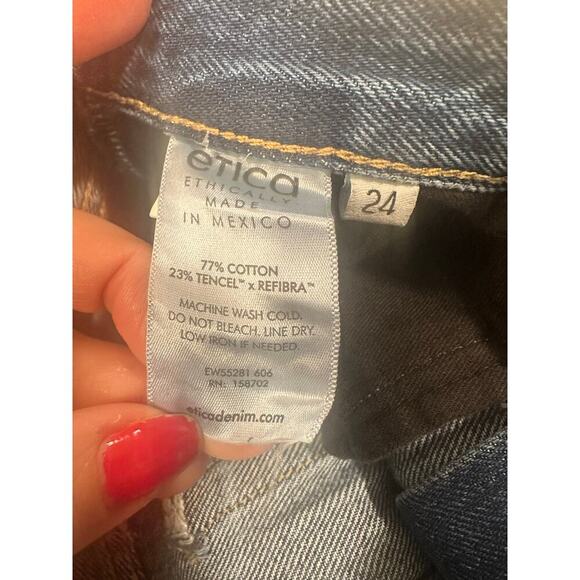 etica
ETHICALLY
MADE
IN MEXICO
24
77% COTTON
23% TENCEL™ x REFIBRA™
MACHINE WASH COLD.
DO NOT BLEACH. LINE DRY.
LOW IRON IF NEEDED.
EW55281 606
RN: 158702
eticadenim.com